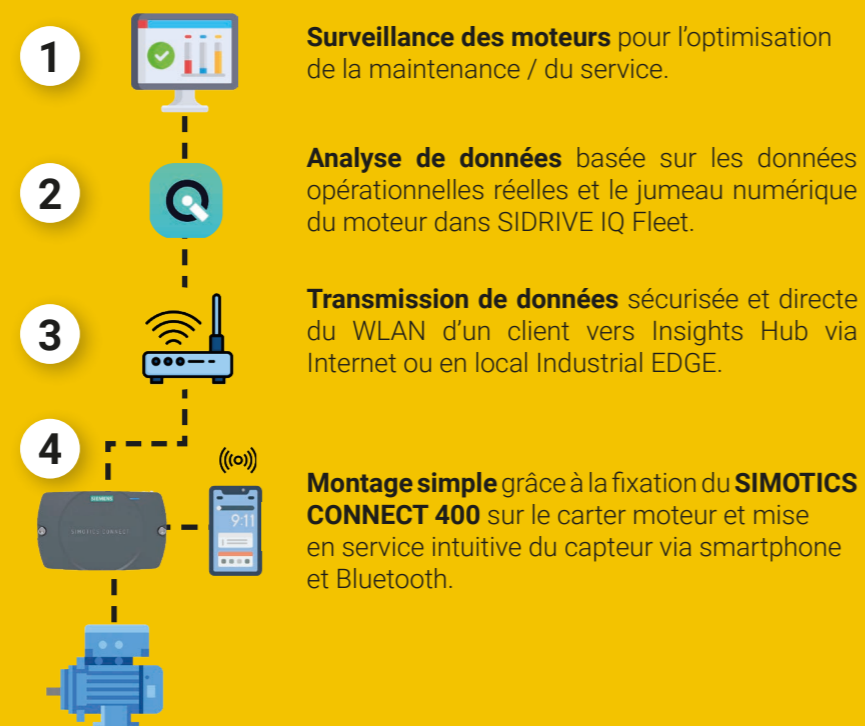 1
Surveillance des moteurs pour l’optimisation
de la maintenance / du service.
2
Analyse de données basée sur les données
opérationnelles réelles et le jumeau numérique
du moteur dans SIDRIVE IQ Fleet.
3
Transmission de données sécurisée et directe
du WLAN d’un client vers Insights Hub via
Internet ou en local Industrial EDGE.
4
SIEMENS
SIMOTICS CONNECT
9:11
Montage simple grâce à la fixation du SIMOTICS
CONNECT 400 sur le carter moteur et mise
en service intuitive du capteur via smartphone
et Bluetooth.